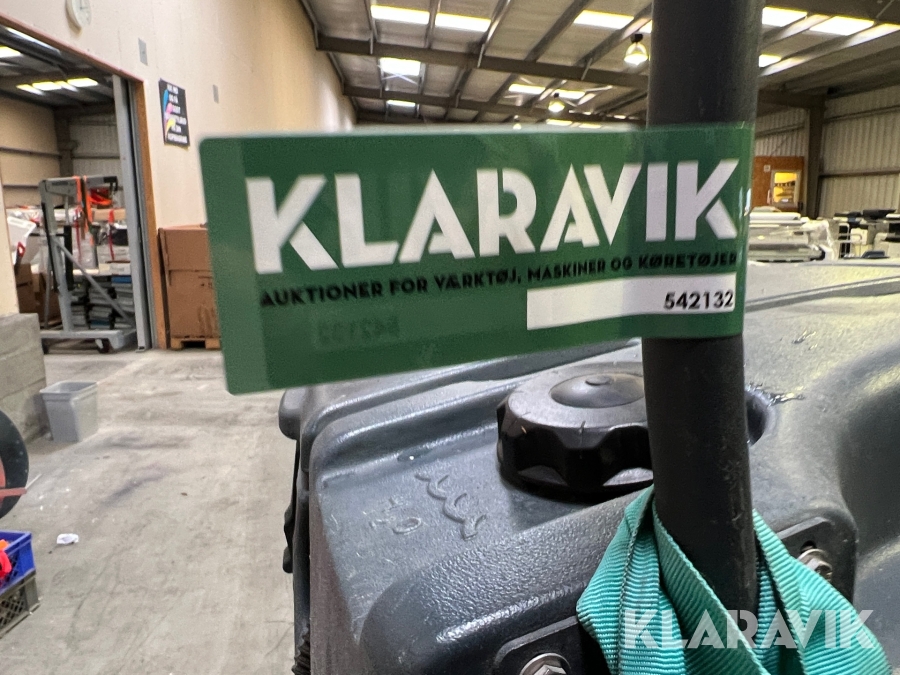 KLARAVIK
AUKTIONER FOR VÆRKTØJ, MASKINER OG KØRETØJER
542132
KLARAVIK